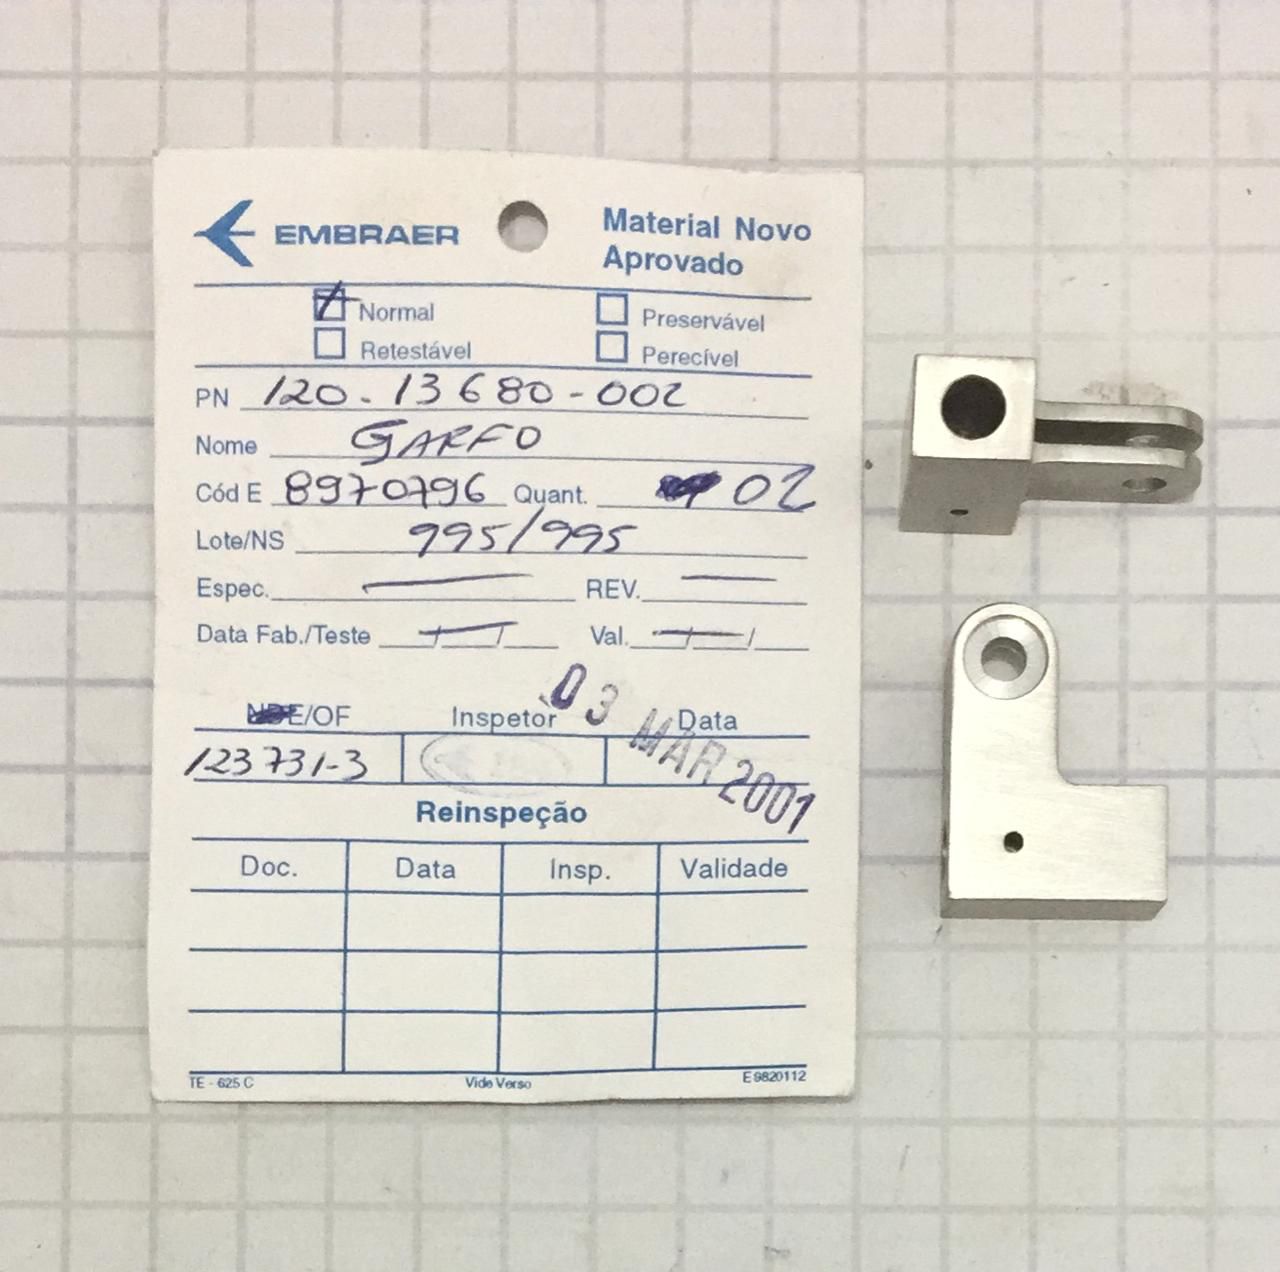 EMBRAER
Material Novo
Aprovado
Normal
Preservável
Retestável
Perecível
PN 120-13680-002
Nome GARFO
Cód E 8970796 Quant. 02
Lote/NS 995/995
Espec. REV.
Data Fab./Teste Val.
E/OF Inspetor Data
03 MAR 2001
123731-3
Reinspeção
Doc. Data Insp. Validade
TE - 625 C Vide Verso E 9820112